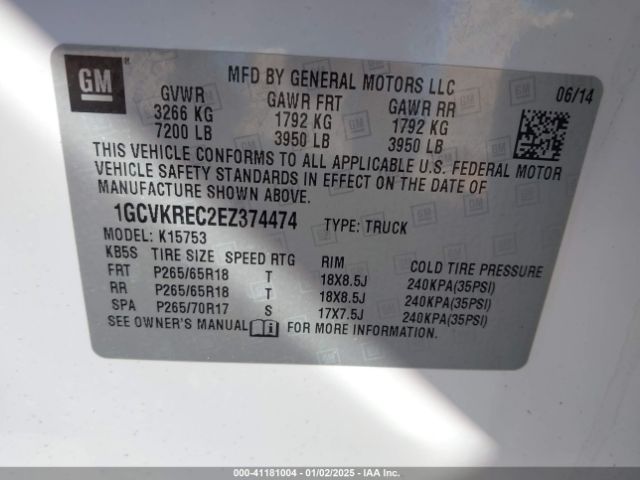 GM
MFD BY GENERAL MOTORS LLC
06/14
GVWR GAWR FRT GAWR RR
3266 KG 1792 KG 1792 KG
7200 LB 3950 LB 3950 LB
THIS VEHICLE CONFORMS TO ALL APPLICABLE U.S. FEDERAL MOTOR
VEHICLE SAFETY STANDARDS IN EFFECT ON THE DATE OF
MANUFACTURE SHOWN ABOVE.
1GCVKREC2EZ374474 TYPE: TRUCK
MODEL: K15753
KB5S TIRE SIZE SPEED RTG RIM COLD TIRE PRESSURE
FRT P265/65R18 T 18X8.5J 240KPA(35PSI)
RR P265/65R18 T 18X8.5J 240KPA(35PSI)
SPA P265/70R17 S 17X7.5J 240KPA(35PSI)
SEE OWNER'S MANUAL FOR MORE INFORMATION.
000-41181004 - 01/02/2025 - IAA Inc.